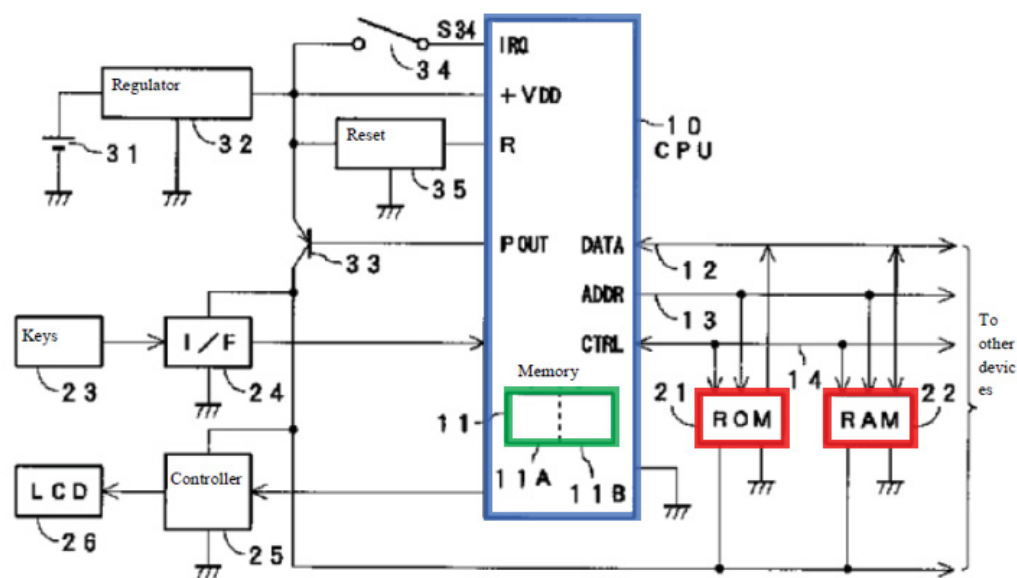 S34
IRQ
34
Regulator
+VDD
10
CPU
Reset
R
31
32
35
POUT
DATA
33
12
ADDR
13
To
other
devic
es
Keys
I/F
CTRL
14
23
24
Memory
21
ROM
RAM
22
11
Controller
11A
11B
LCD
26
25